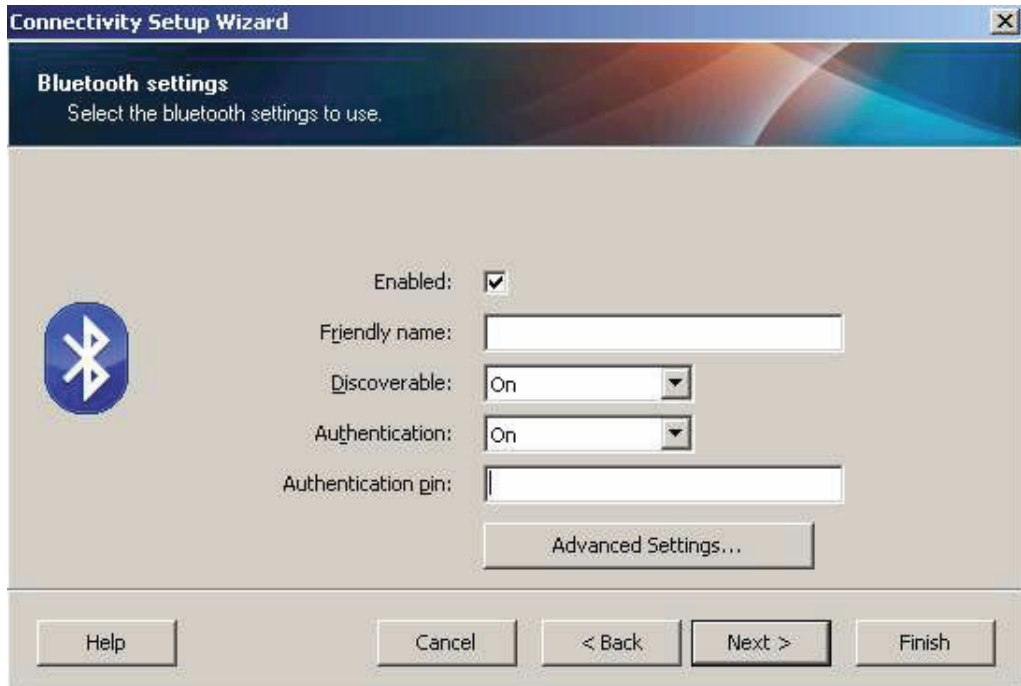 Connectivity Setup Wizard
Bluetooth settings
Select the bluetooth settings to use.
Enabled:
Friendly name:
Discoverable: On
Authentication: On
Authentication pin:
Advanced Settings...
Help Cancel < Back Next > Finish